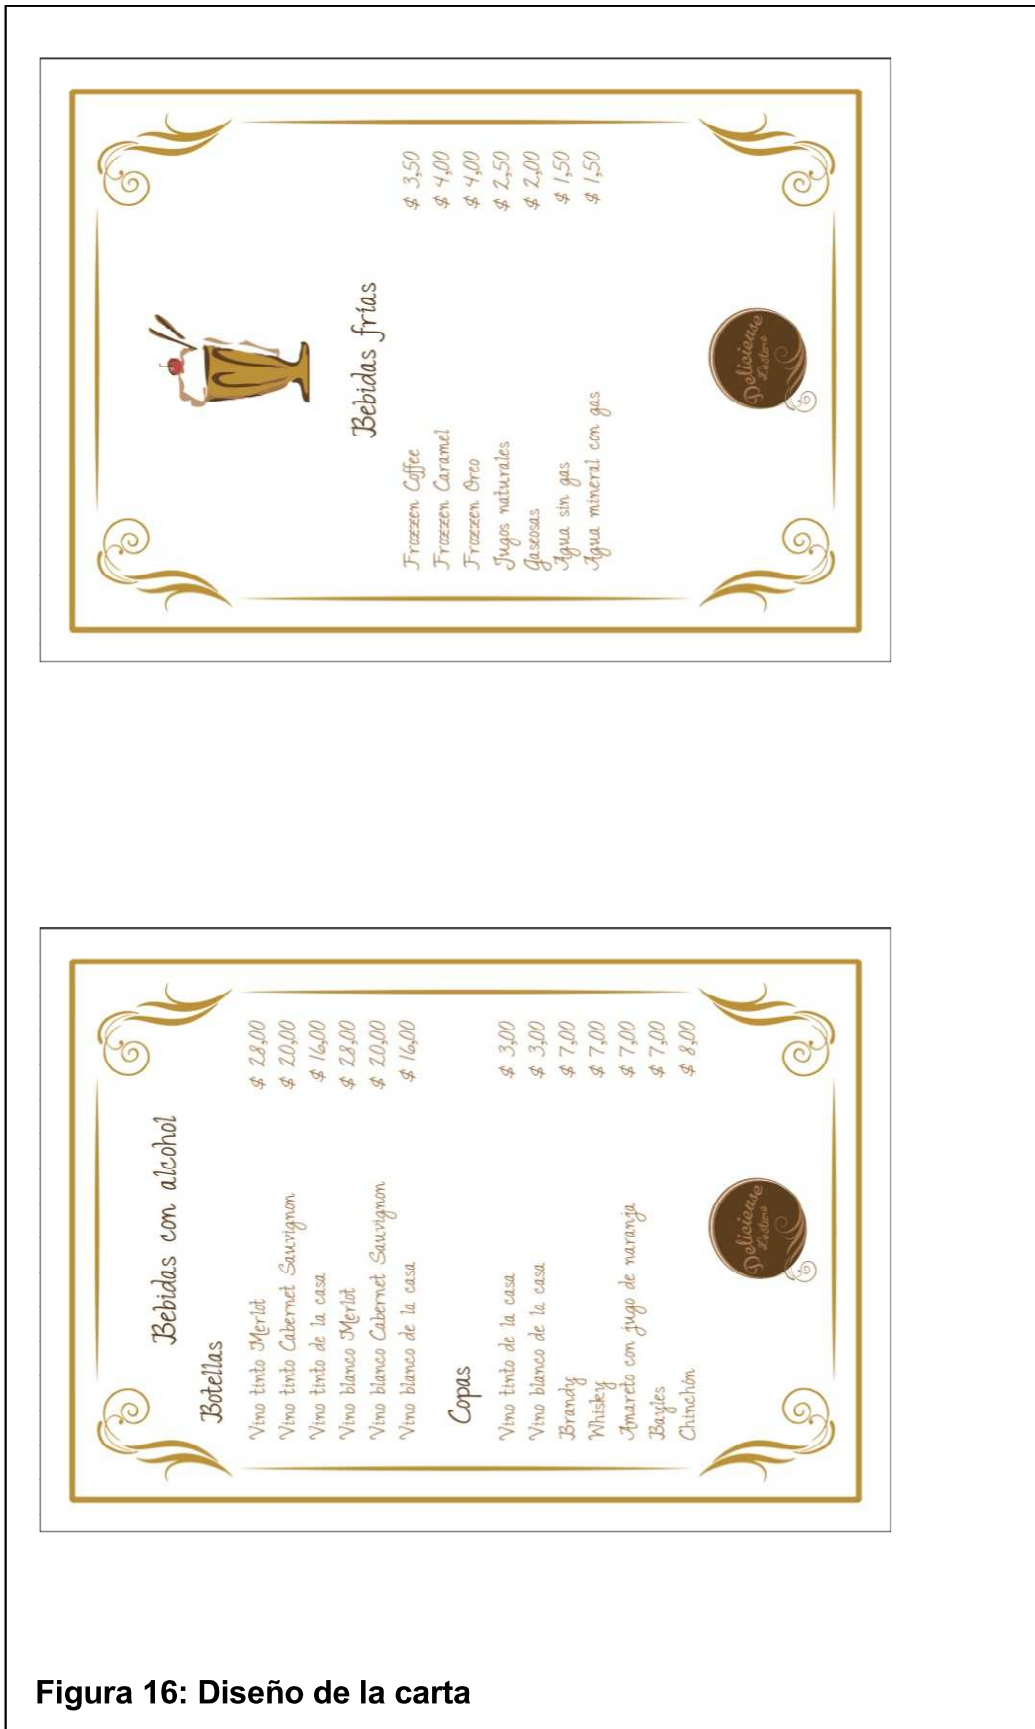 Bebidas frías
Frozzen Coffee $ 3,50
Frozzen Caramel $ 4,00
Frozzen Oreo $ 4,00
Jugos naturales $ 2,50
Gaseosas $ 2,00
Agua sin gas $ 1,50
Agua mineral con gas $ 1,50
Deliciease
Bebidas con alcohol
Botellas
Vino tinto Merlot $ 28,00
Vino tinto Cabernet Sauvignon $ 20,00
Vino tinto de la casa $ 16,00
Vino blanco Merlot $ 28,00
Vino blanco Cabernet Sauvignon $ 20,00
Vino blanco de la casa $ 16,00
Copas
Vino tinto de la casa $ 3,00
Vino blanco de la casa $ 3,00
Brandy $ 7,00
Whisky $ 7,00
Amareto con jugo de naranja $ 7,00
Bayles $ 7,00
Chinchón $ 8,00
Deliciease
Figura 16: Diseño de la carta